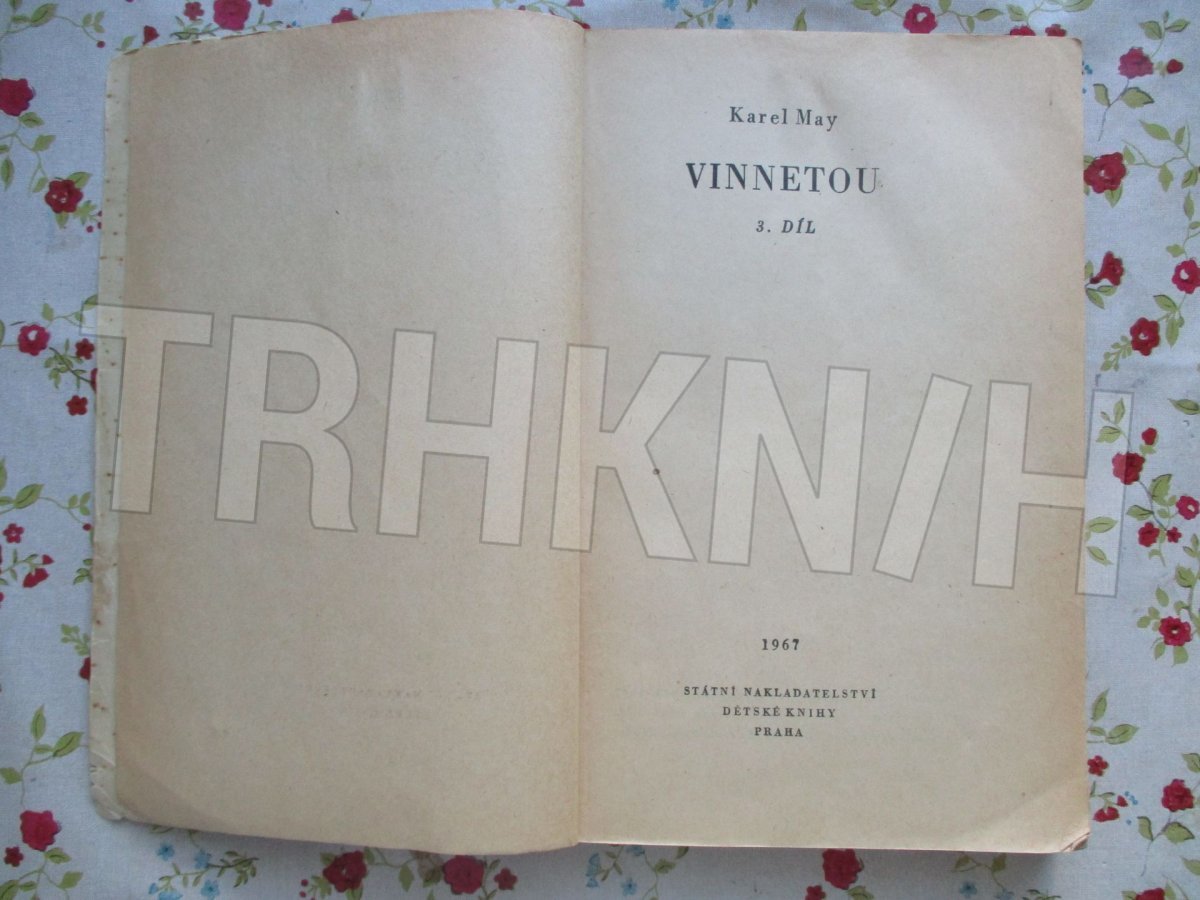 Karel May
VINNETOU
3. DÍL
TRHKNIH
1967
STÁTNÍ NAKLADATELSTVÍ
DĚTSKÉ KNIHY
PRAHA